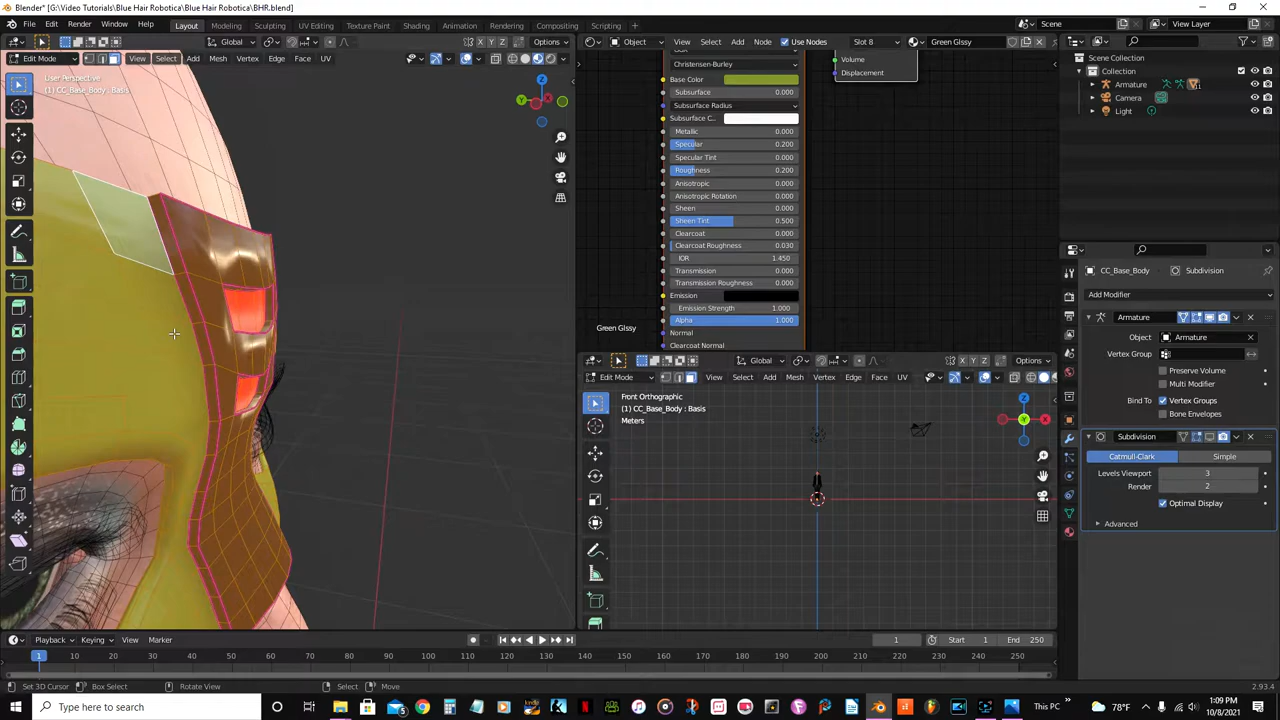 Blender* [G:\Video Tutorials\Blue Hair Robotica\Blue Hair Robotica\BHR.blend]
File Edit Render Window Help Layout Modeling Sculpting UV Editing Texture Paint Shading Animation Rendering Compositing Scripting Scene View Layer
Global Options Object View Select Add Node Use Nodes Slot 8 Green Glssy
Edit Mode View Select Add Mesh Vertex Edge Face UV
User Perspective
(1) CC_Base_Body : Basis
X Y Z
Christensen-Burley
Base Color
Subsurface 0.000
Subsurface Radius
Subsurface C...
Metallic 0.000
Specular 0.200
Specular Tint 0.000
Roughness 0.200
Anisotropic 0.000
Anisotropic Rotation 0.000
Sheen 0.000
Sheen Tint 0.500
Clearcoat 0.000
Clearcoat Roughness 0.030
IOR 1.450
Transmission 0.000
Transmission Roughness 0.000
Emission
Emission Strength 1.000
Alpha 1.000
Normal
Clearcoat Normal
Volume
Displacement
Green Glssy
Scene Collection
Collection
Armature
Camera
Light
CC_Base_Body Subdivision
Add Modifier
Armature
Object Armature
Vertex Group
Preserve Volume
Multi Modifier
Bind To Vertex Groups
Bone Envelopes
Subdivision
Catmull-Clark Simple
Levels Viewport 3
Render 2
Optimal Display
Advanced
Global X Y Z Options
Edit Mode View Select Add Mesh Vertex Edge Face UV
Front Orthographic
(1) CC_Base_Body : Basis
Meters
Playback Keying View Marker 1 Start 1 End 250
1 10 20 30 40 50 60 70 80 90 100 110 120 130 140 150 160 170 180 190 200 210 220 230 240 250
Set 3D Cursor Box Select Rotate View Select Move 2.93.4
Type here to search This PC 78°F 1:09 PM
10/8/2021